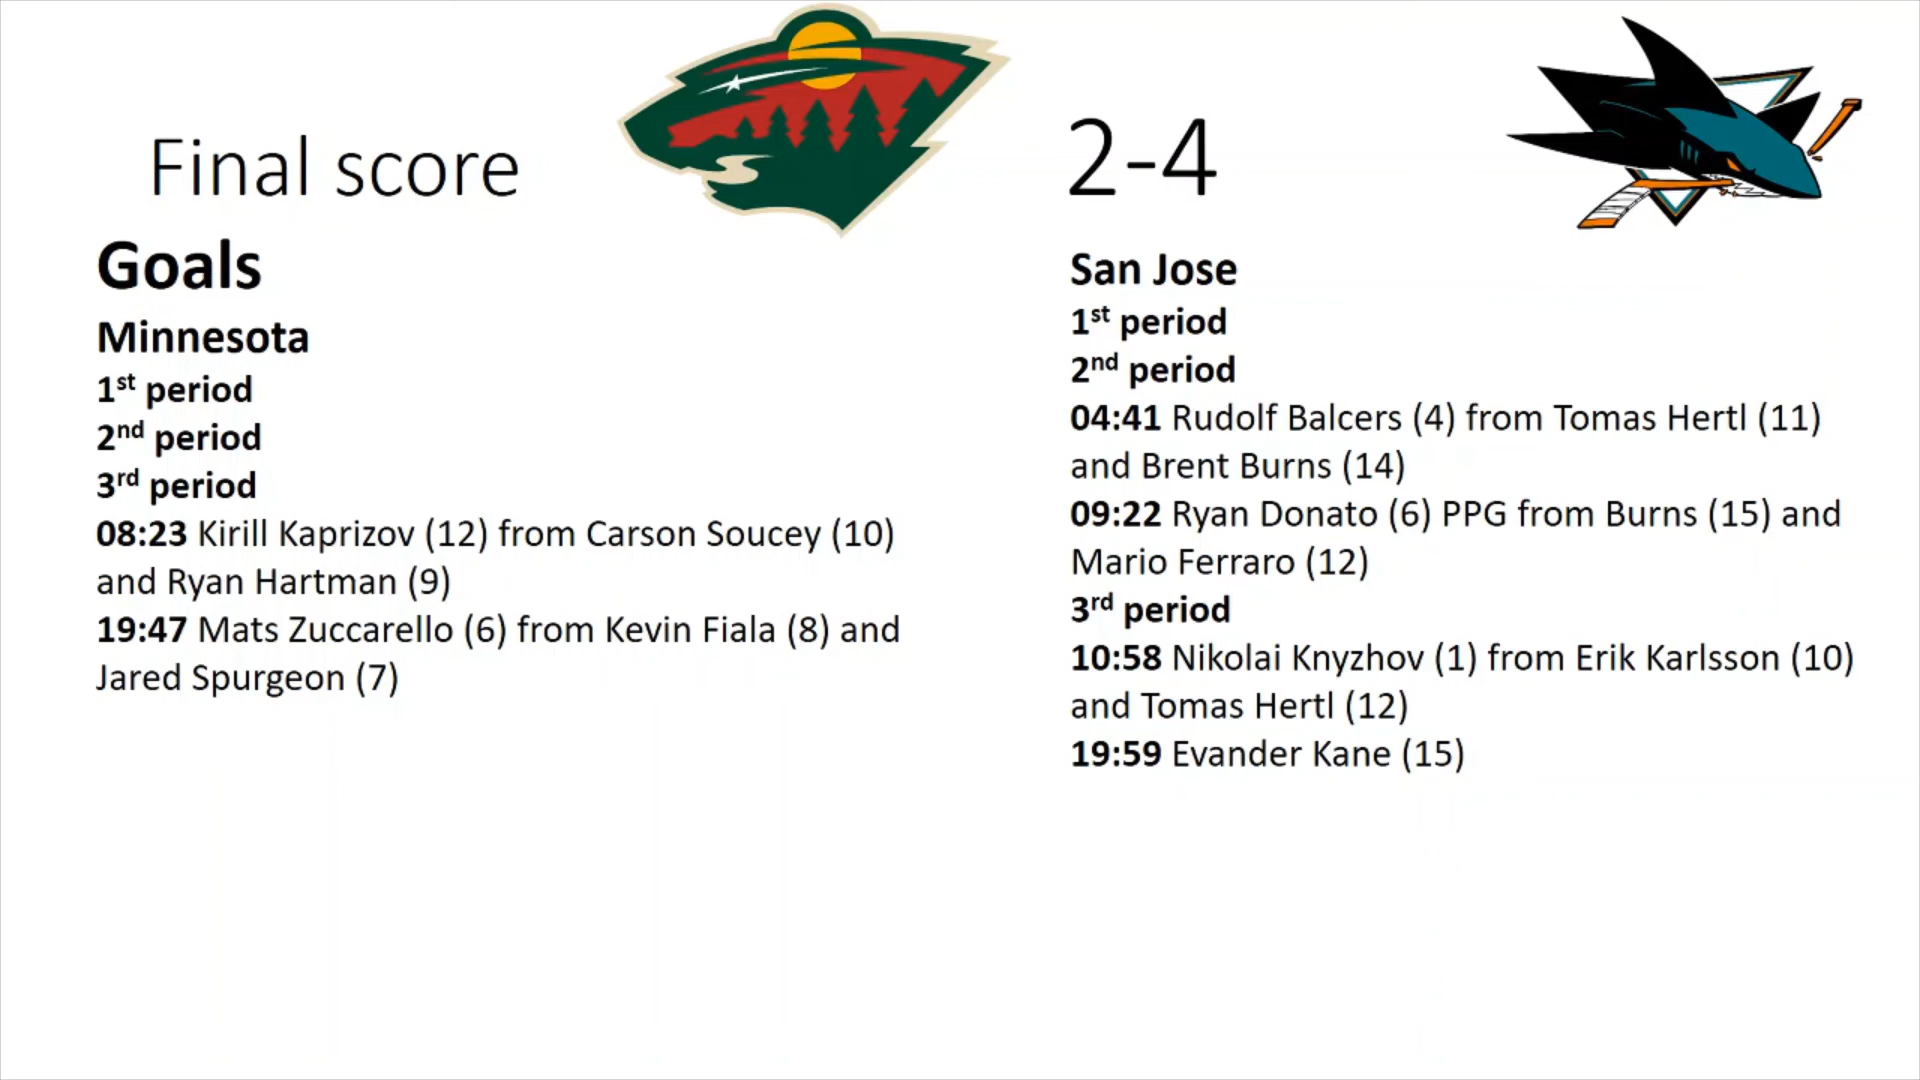 Final score
2-4
Goals
Minnesota
1st period
2nd period
3rd period
08:23 Kirill Kaprizov (12) from Carson Soucey (10)
and Ryan Hartman (9)
19:47 Mats Zuccarello (6) from Kevin Fiala (8) and
Jared Spurgeon (7)
San Jose
1st period
2nd period
04:41 Rudolf Balcers (4) from Tomas Hertl (11)
and Brent Burns (14)
09:22 Ryan Donato (6) PPG from Burns (15) and
Mario Ferraro (12)
3rd period
10:58 Nikolai Knyzhov (1) from Erik Karlsson (10)
and Tomas Hertl (12)
19:59 Evander Kane (15)